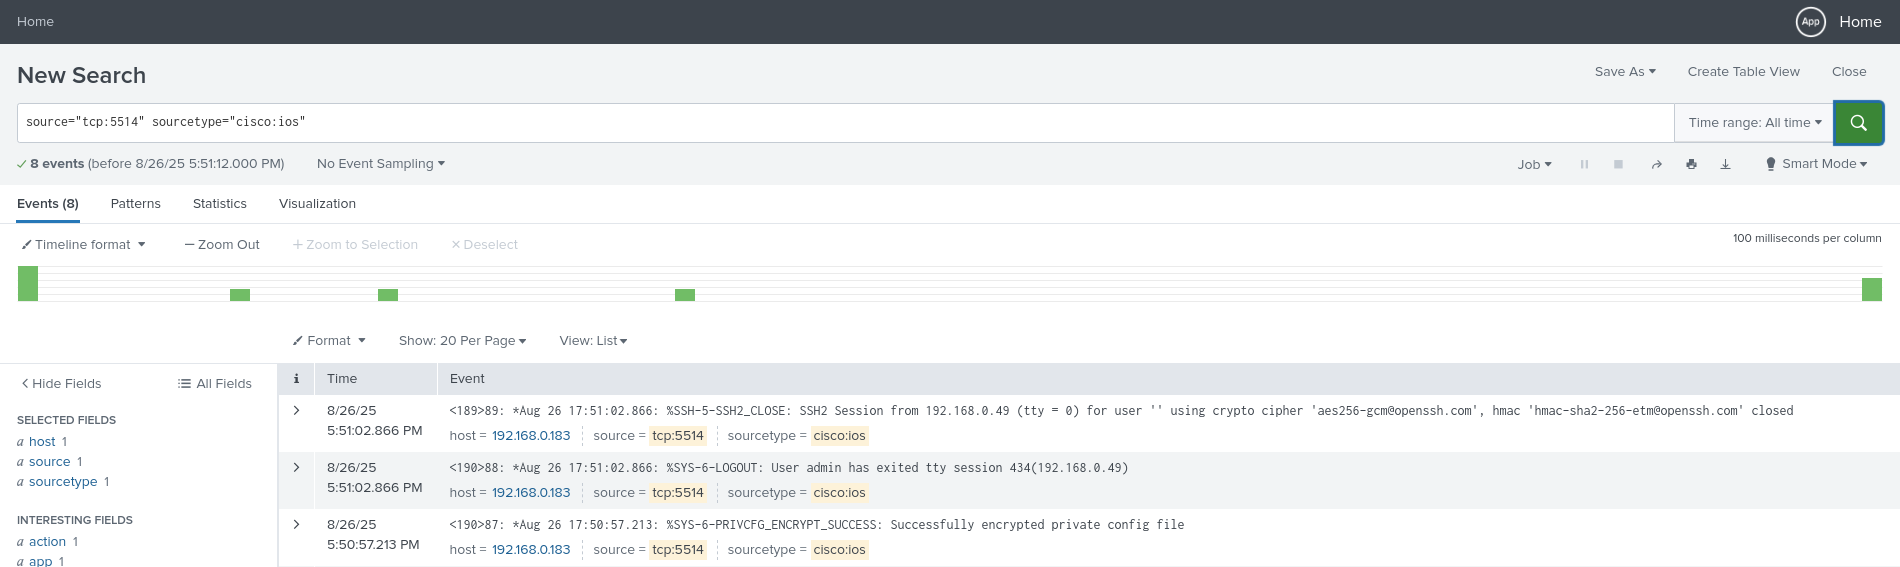 Home
App Home
New Search
Save As Create Table View Close
source="tcp:5514" sourcetype="cisco:ios"
Time range: All time
8 events (before 8/26/25 5:51:12.000 PM) No Event Sampling
Job Smart Mode
Events (8) Patterns Statistics Visualization
Timeline format — Zoom Out + Zoom to Selection × Deselect
100 milliseconds per column
Format Show: 20 Per Page View: List
< Hide Fields All Fields
i Time Event
SELECTED FIELDS
a host 1
a source 1
a sourcetype 1
INTERESTING FIELDS
a action 1
a app 1
> 8/26/25 5:51:02.866 PM
<189>89: *Aug 26 17:51:02.866: %SSH-5-SSH2_CLOSE: SSH2 Session from 192.168.0.49 (tty = 0) for user '' using crypto cipher 'aes256-gcm@openssh.com', hmac 'hmac-sha2-256-etm@openssh.com' closed
host = 192.168.0.183 source = tcp:5514 sourcetype = cisco:ios
> 8/26/25 5:51:02.866 PM
<190>88: *Aug 26 17:51:02.866: %SYS-6-LOGOUT: User admin has exited tty session 434(192.168.0.49)
host = 192.168.0.183 source = tcp:5514 sourcetype = cisco:ios
> 8/26/25 5:50:57.213 PM
<190>87: *Aug 26 17:50:57.213: %SYS-6-PRIVCFG_ENCRYPT_SUCCESS: Successfully encrypted private config file
host = 192.168.0.183 source = tcp:5514 sourcetype = cisco:ios